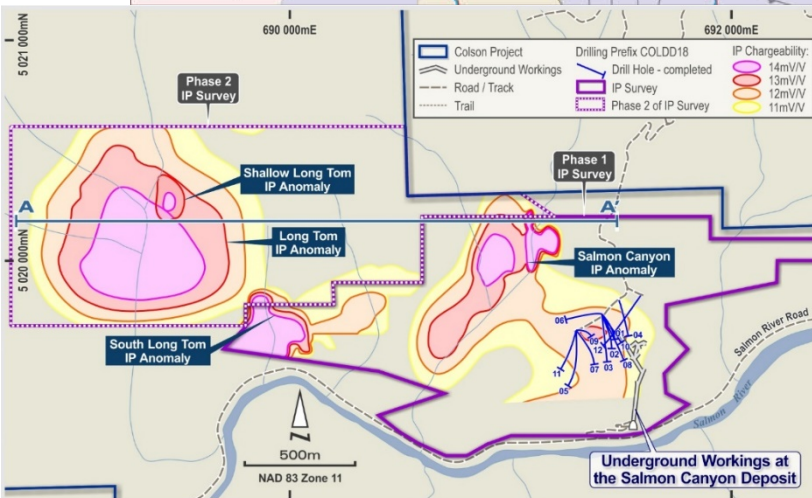 690 000mE
692 000mE
5 021 000mN
5 020 000mN
Colson Project
Underground Workings
Road / Track
Trail
Drilling Prefix COLDD18
Drill Hole - completed
IP Survey
Phase 2 of IP Survey
IP Chargeability:
14mV/V
13mV/V
12mV/V
11mV/V
Phase 2
IP Survey
Phase 1
IP Survey
Shallow Long Tom
IP Anomaly
A
A'
Long Tom
IP Anomaly
Salmon Canyon
IP Anomaly
South Long Tom
IP Anomaly
06
01
04
09
10
12
02
11
07
03
08
05
Salmon River Road
Salmon River
N
500m
NAD 83 Zone 11
Underground Workings at
the Salmon Canyon Deposit